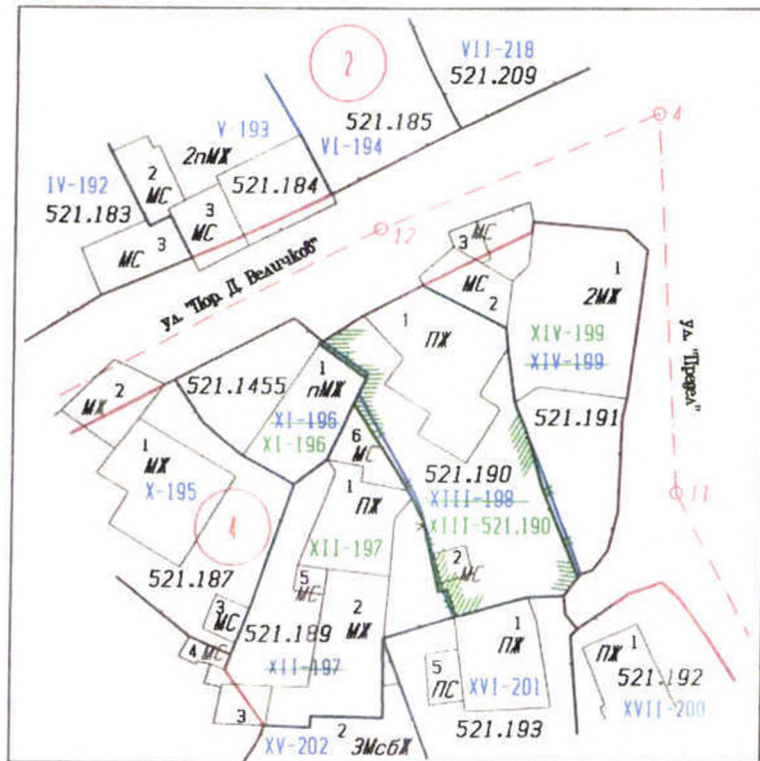 2
VII-218
521.209
V-193
2пМЖ
521.185
VI-194
4
IV-192
521.183
2
МС
3
МС
521.184
3
МС
12
ул. "Пор. Д. Величков"
3
МС
МС
2
1
2МЖ
XIV-199
XIV-199
ул. "Предел"
1
ПЖ
521.1455
1
пМЖ
XI-196
XI-196
521.191
2
МЖ
1
МЖ
X-195
6
МС
521.190
XIII-198
XIII-521.190
11
1
ПЖ
XII-197
521.187
2
МС
5
МС
2
МЖ
3
МС
521.189
4
МС
XII-197
1
ПЖ
5
ПС
XVI-201
ПЖ
1
521.192
XVII-200
3
521.193
XV-202
2
3МсбЖ